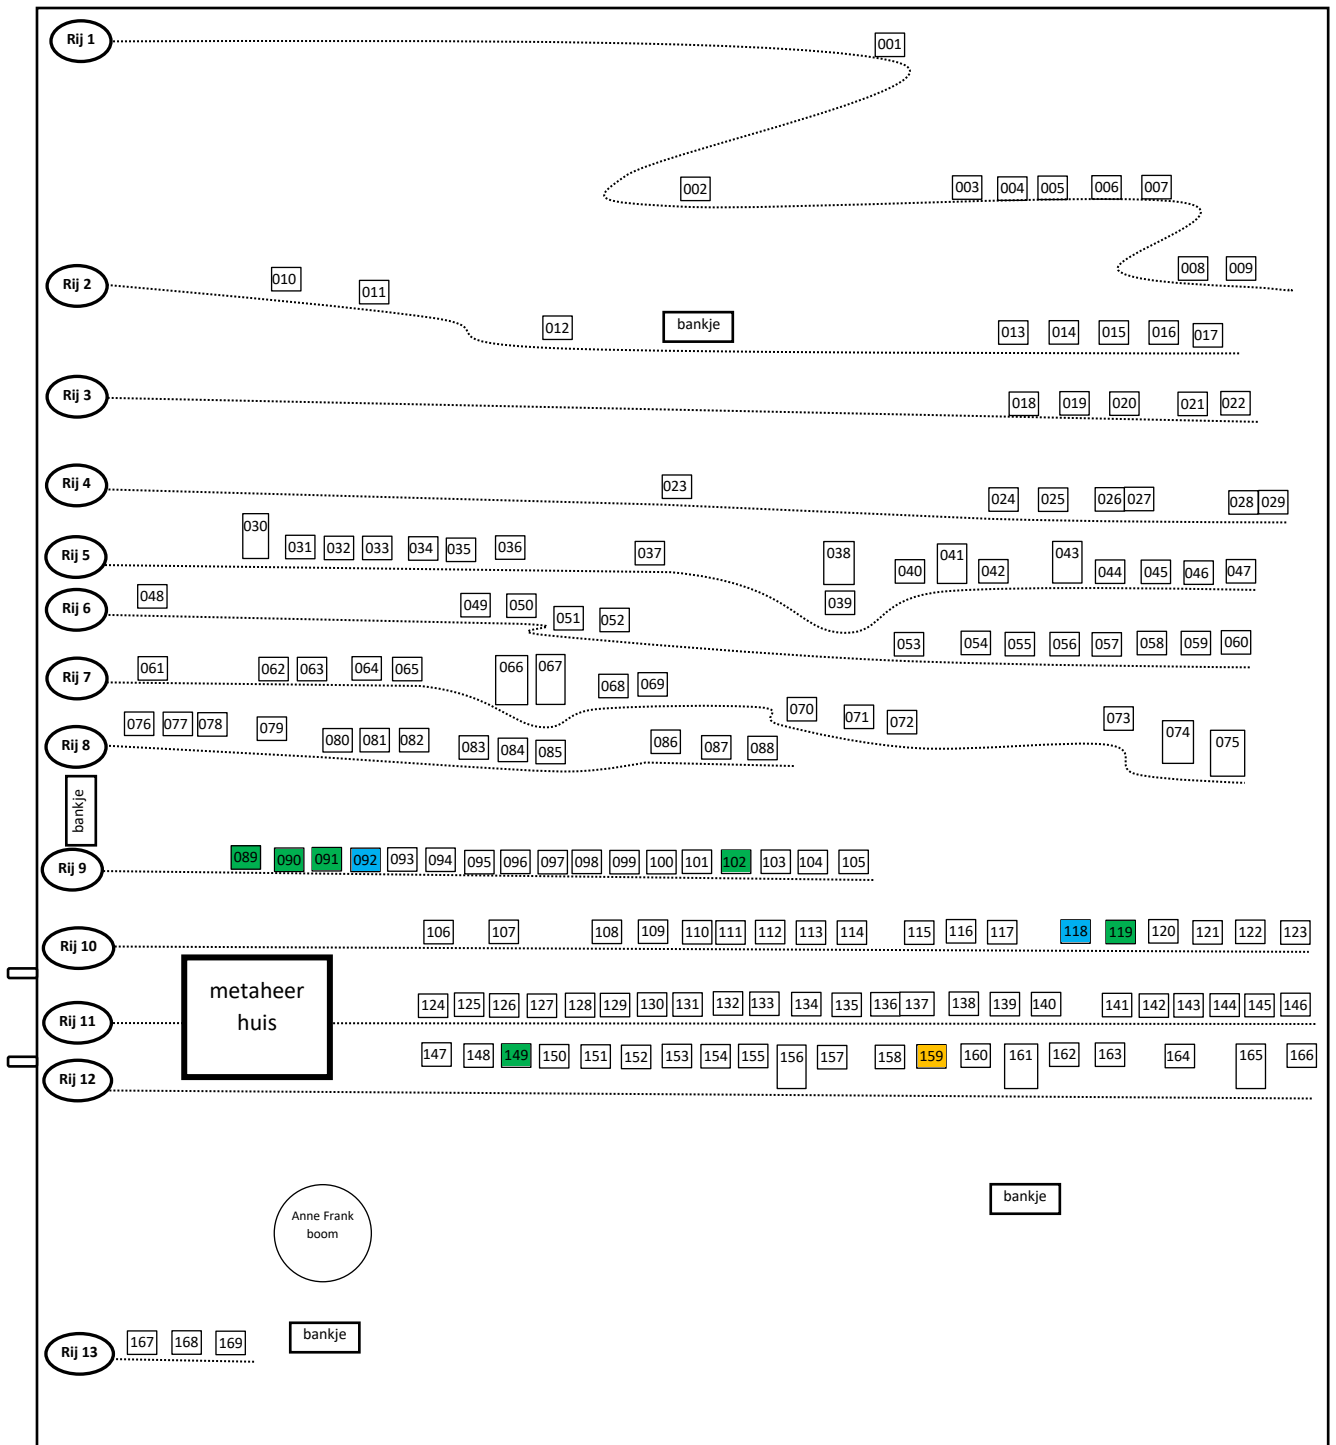 Rij 1
001
002 003 004 005 006 007
008 009
Rij 2
010 011
012 bankje 013 014 015 016 017
Rij 3
018 019 020 021 022
Rij 4
023 024 025 026 027 028 029
Rij 5
030 031 032 033 034 035 036 037 038 040 041 042 043 044 045 046 047
039
Rij 6
048 049 050 051 052
053 054 055 056 057 058 059 060
Rij 7
061 062 063 064 065 066 067 068 069
070 071 072 073 074 075
Rij 8
076 077 078 079 080 081 082 083 084 085 086 087 088
bankje
Rij 9
089 090 091 092 093 094 095 096 097 098 099 100 101 102 103 104 105
Rij 10
106 107 108 109 110 111 112 113 114 115 116 117 118 119 120 121 122 123
metaheer
huis
Rij 11
124 125 126 127 128 129 130 131 132 133 134 135 136 137 138 139 140 141 142 143 144 145 146
Rij 12
147 148 149 150 151 152 153 154 155 156 157 158 159 160 161 162 163 164 165 166
Anne Frank
boom
bankje
bankje
Rij 13
167 168 169